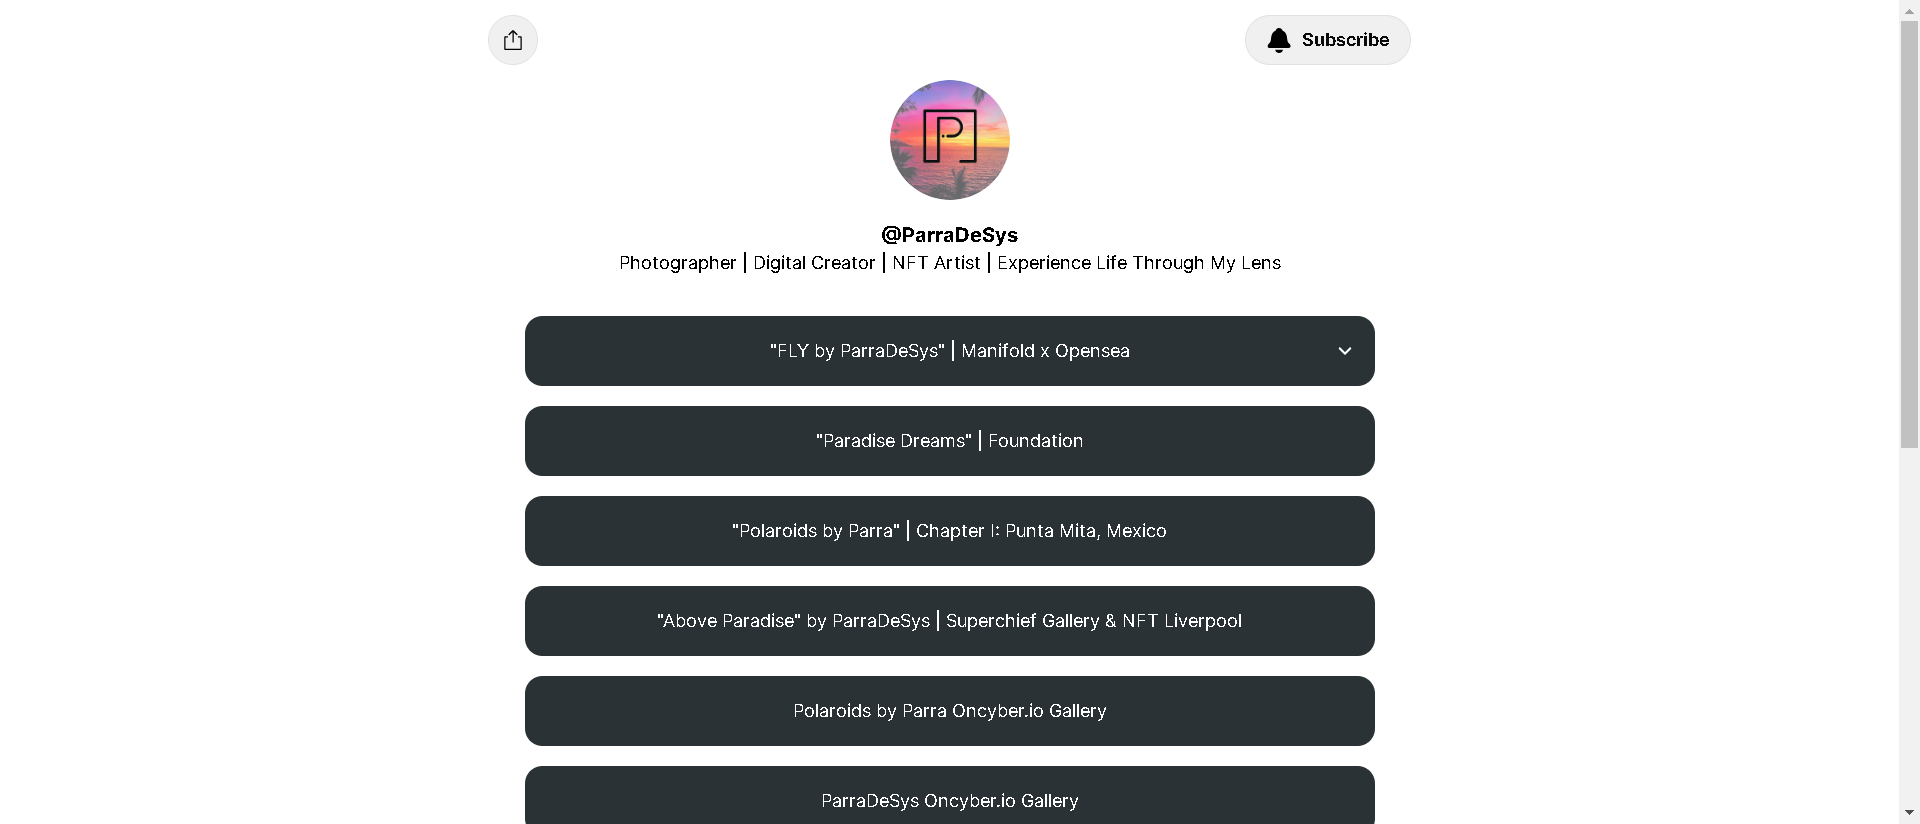 Subscribe
@ParraDeSys
Photographer | Digital Creator | NFT Artist | Experience Life Through My Lens
"FLY by ParraDeSys" | Manifold x Opensea
"Paradise Dreams" | Foundation
"Polaroids by Parra" | Chapter I: Punta Mita, Mexico
"Above Paradise" by ParraDeSys | Superchief Gallery & NFT Liverpool
Polaroids by Parra Oncyber.io Gallery
ParraDeSys Oncyber.io Gallery